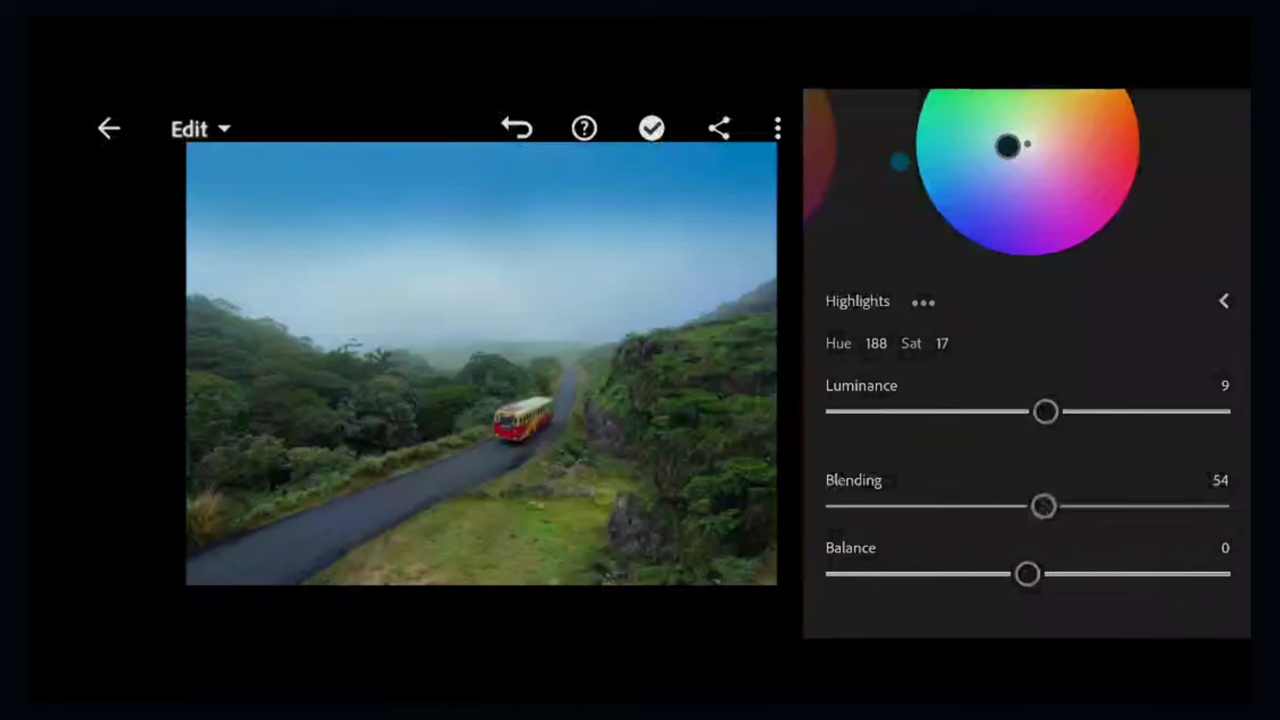 Edit
Highlights
Hue 188 Sat 17
Luminance 9
Blending 54
Balance 0